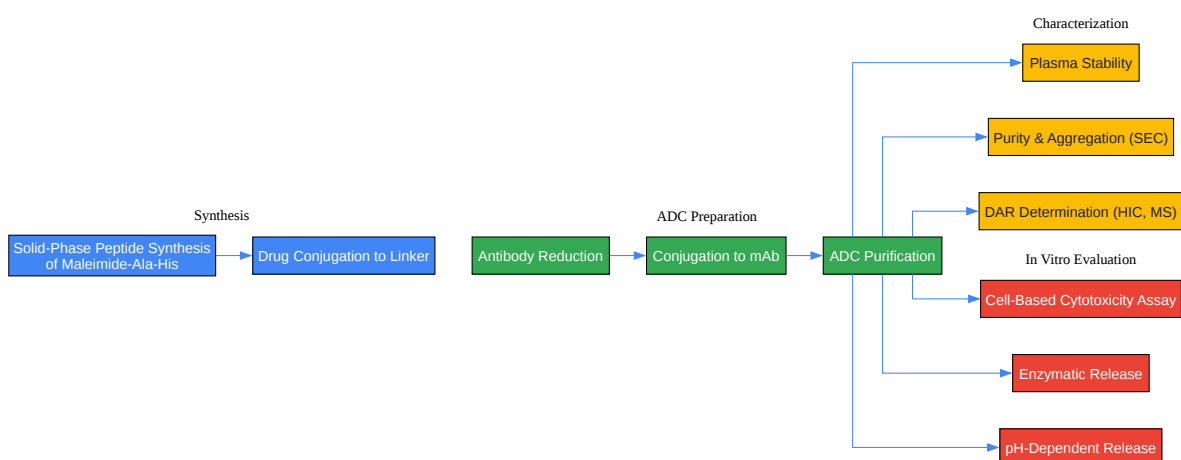 Characterization
Plasma Stability
Purity & Aggregation (SEC)
DAR Determination (HIC, MS)
Synthesis
Solid-Phase Peptide Synthesis
of Maleimide-Ala-His
Drug Conjugation to Linker
ADC Preparation
Antibody Reduction
Conjugation to mAb
ADC Purification
In Vitro Evaluation
Cell-Based Cytotoxicity Assay
Enzymatic Release
pH-Dependent Release